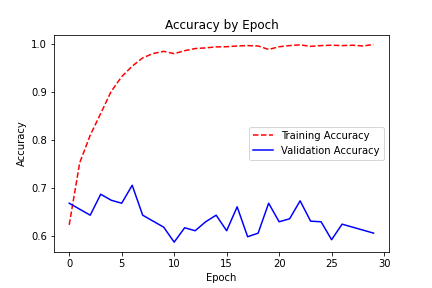 Accuracy by Epoch
1.0
0.9
0.8
0.7
0.6
Accuracy
Training Accuracy
Validation Accuracy
0 5 10 15 20 25 30
Epoch